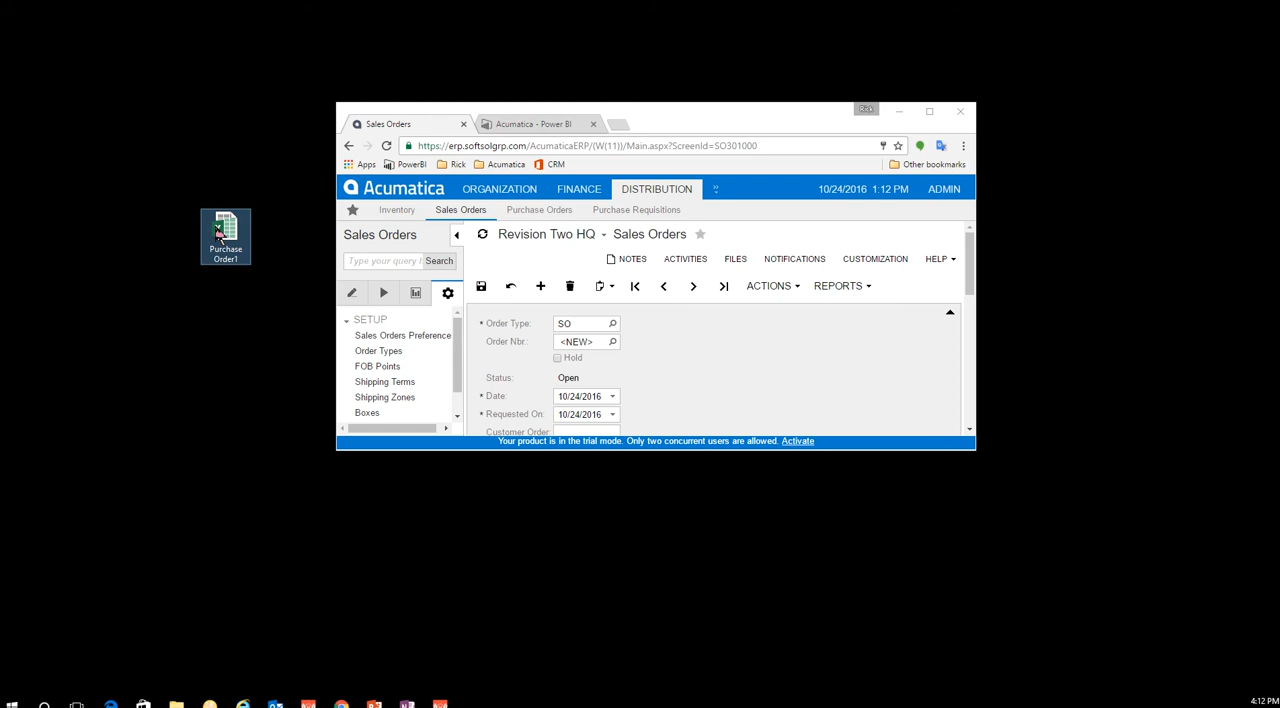 Purchase
Order1
Rick
Sales Orders
Acumatica - Power BI
https://erp.softsolgrp.com/AcumaticaERP/(W(11))/Main.aspx?ScreenId=SO301000
Apps PowerBI Rick Acumatica CRM Other bookmarks
Acumatica ORGANIZATION FINANCE DISTRIBUTION 10/24/2016 1:12 PM ADMIN
Inventory Sales Orders Purchase Orders Purchase Requisitions
Sales Orders
Revision Two HQ Sales Orders
Type your query Search
NOTES ACTIVITIES FILES NOTIFICATIONS CUSTOMIZATION HELP
ACTIONS REPORTS
SETUP
Sales Orders Preference
Order Types
FOB Points
Shipping Terms
Shipping Zones
Boxes
* Order Type: SO
Order Nbr.: <NEW>
Hold
Status: Open
* Date: 10/24/2016
* Requested On: 10/24/2016
Customer Order
Your product is in the trial mode. Only two concurrent users are allowed. Activate
4:12 PM